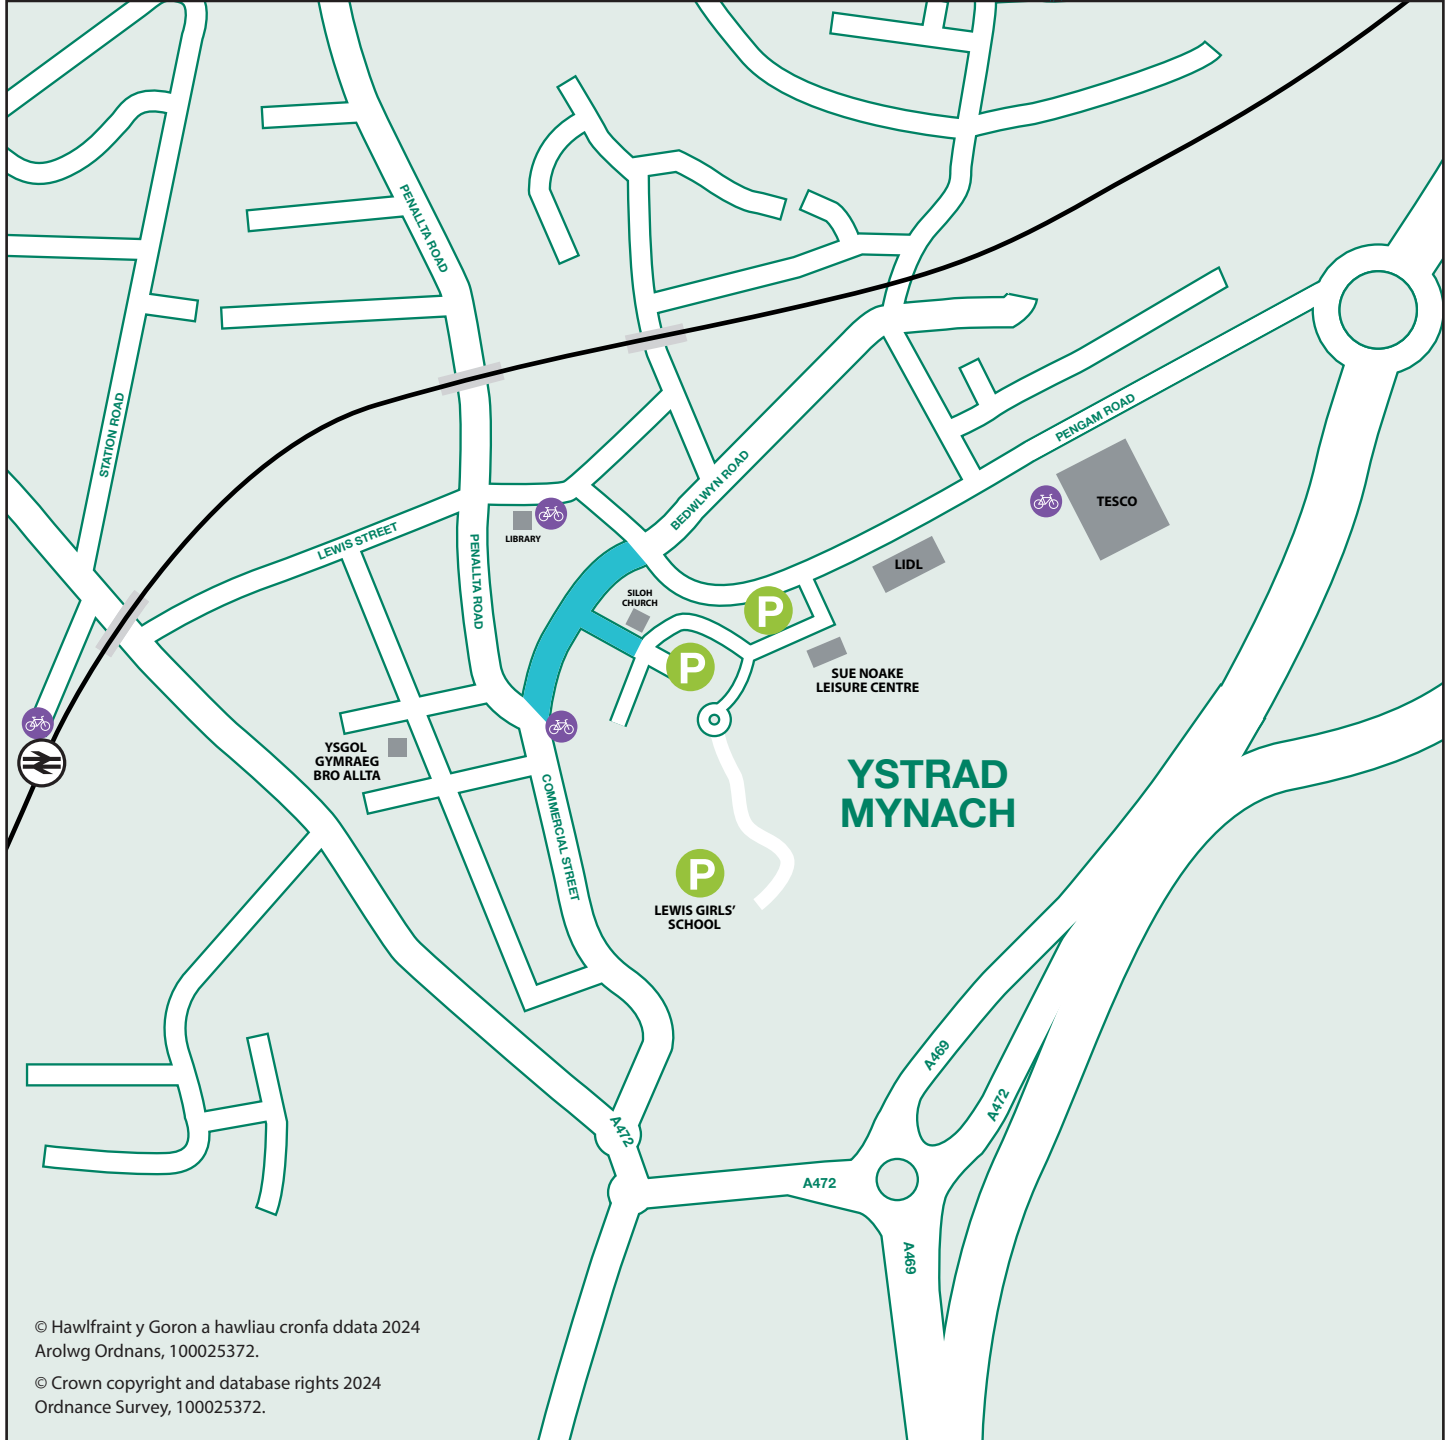 PENALLTA ROAD
STATION ROAD
PENGAM ROAD
BEDWLWYN ROAD
TESCO
LEWIS STREET
LIBRARY
PENALLTA ROAD
LIDL
SILOH
CHURCH
P
P
SUE NOAKE
LEISURE CENTRE
YSGOL
GYMRAEG
BRO ALLTA
YSTRAD
MYNACH
COMMERCIAL STREET
P
LEWIS GIRLS’
SCHOOL
A469
A472
A472
A472
A469
© Hawlfraint y Goron a hawliau cronfa ddata 2024
Arolwg Ordnans, 100025372.
© Crown copyright and database rights 2024
Ordnance Survey, 100025372.